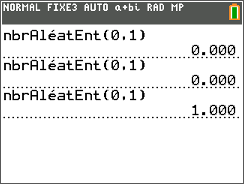 NORMAL FIXE3 AUTO a+bi RAD MP
nbrAléatEnt(0,1)
0.000
nbrAléatEnt(0,1)
0.000
nbrAléatEnt(0,1)
1.000